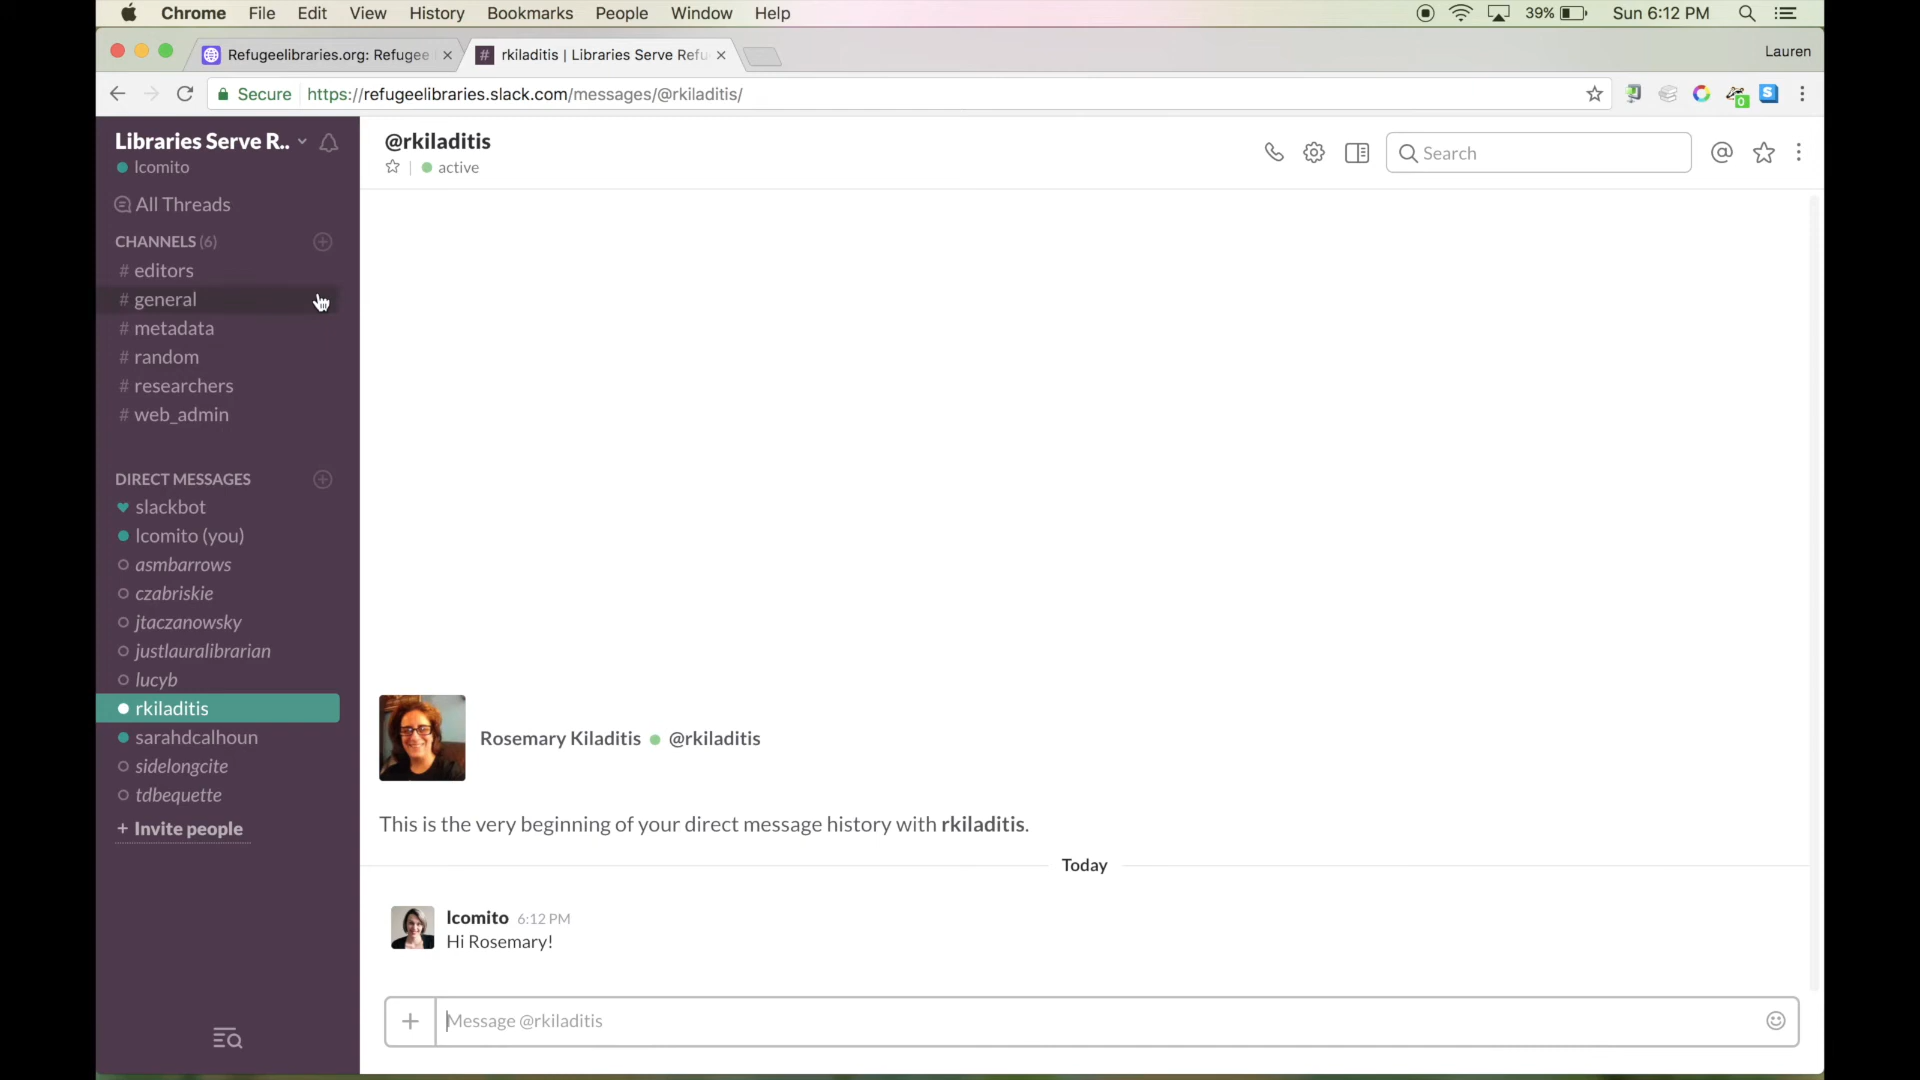 Chrome File Edit View History Bookmarks People Window Help 39% Sun 6:12 PM
Refugeelibraries.org: Refugee rkiladitis | Libraries Serve Refu Lauren
Secure https://refugeelibraries.slack.com/messages/@rkiladitis/ 0 S
Libraries Serve R..
lcomito
All Threads
CHANNELS (6)
# editors
# general
# metadata
# random
# researchers
# web_admin
DIRECT MESSAGES
slackbot
lcomito (you)
asmbarrows
czabriskie
jtaczanowsky
justlauralibrarian
lucyb
rkiladitis
sarahdcalhoun
sidelongcite
tdbequette
+ Invite people
@rkiladitis
active
Search
Rosemary Kiladitis @rkiladitis
This is the very beginning of your direct message history with rkiladitis.
Today
lcomito 6:12 PM
Hi Rosemary!
Message @rkiladitis